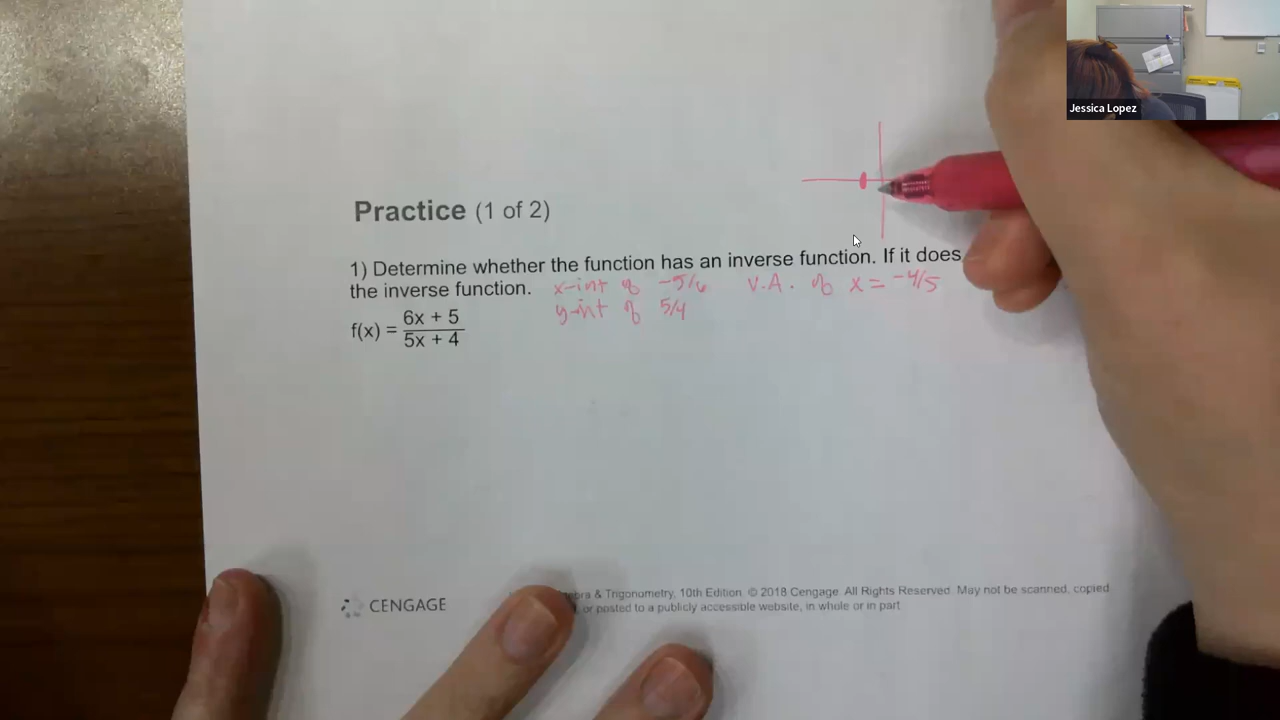 Jessica Lopez
Practice (1 of 2)
1) Determine whether the function has an inverse function. If it does,
the inverse function. x-int of -5/6 V.A. of x = -4/5
y-int of 5/4
f(x) = 6x + 5 / 5x + 4
CENGAGE
ebra & Trigonometry, 10th Edition. © 2018 Cengage. All Rights Reserved. May not be scanned, copied
or posted to a publicly accessible website, in whole or in part